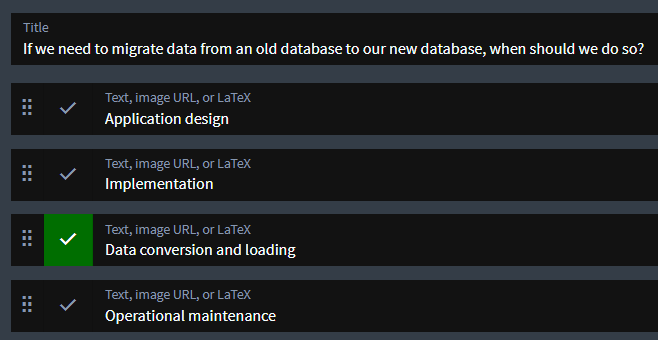 Title
If we need to migrate data from an old database to our new database, when should we do so?
Text, image URL, or LaTeX
Application design
Text, image URL, or LaTeX
Implementation
Text, image URL, or LaTeX
Data conversion and loading
Text, image URL, or LaTeX
Operational maintenance